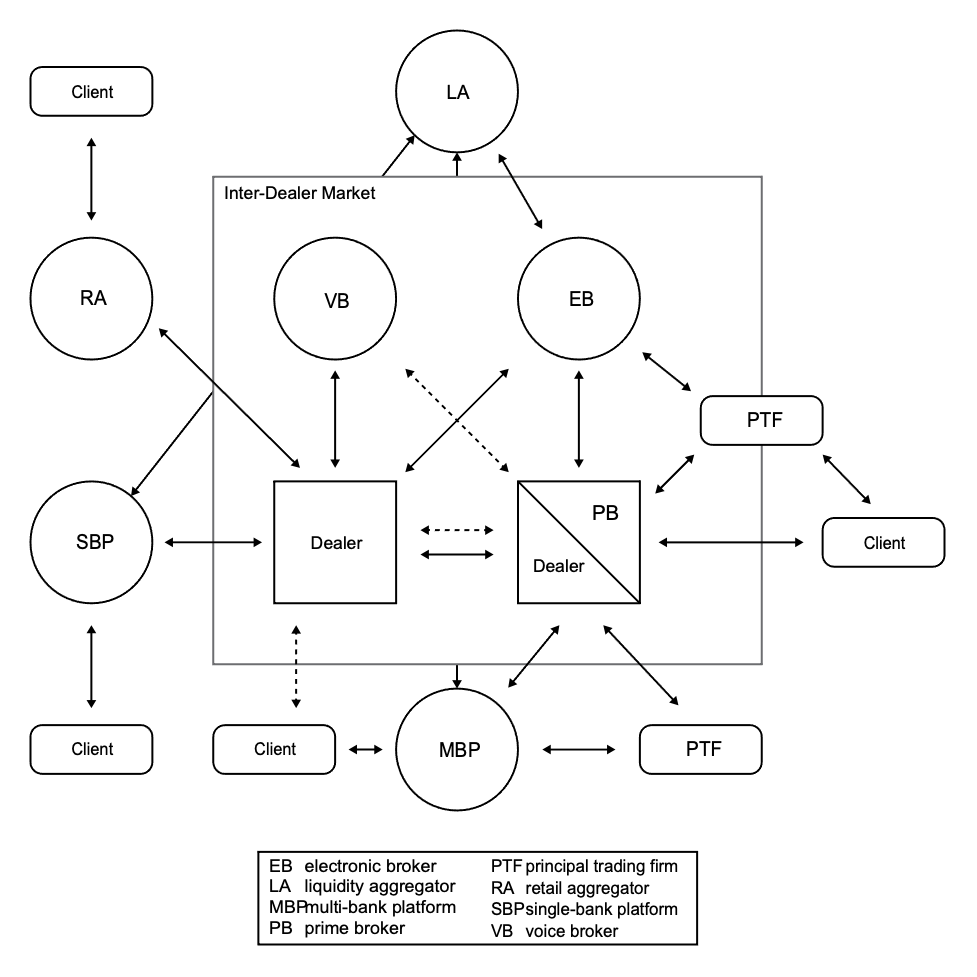 LA
Client
Inter-Dealer Market
RA
VB
EB
PTF
SBP
Dealer
PB
Dealer
Client
Client
Client
MBP
PTF
EB electronic broker
LA liquidity aggregator
MBP multi-bank platform
PB prime broker
PTF principal trading firm
RA retail aggregator
SBP single-bank platform
VB voice broker